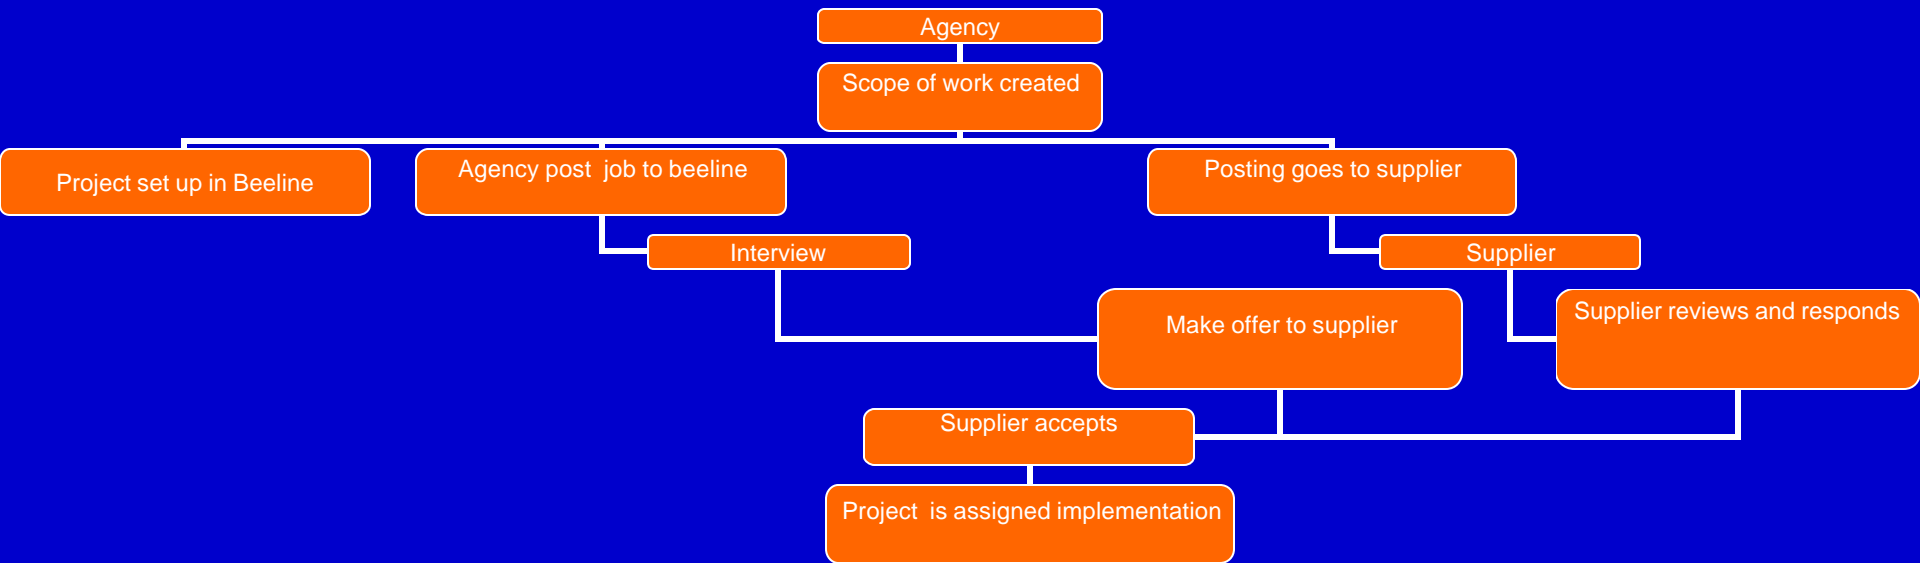 Agency
Scope of work created
Project set up in Beeline
Agency post  job to beeline
Posting goes to supplier
Interview
Supplier
Make offer to supplier
Supplier reviews and responds
Supplier accepts
Project  is assigned implementation